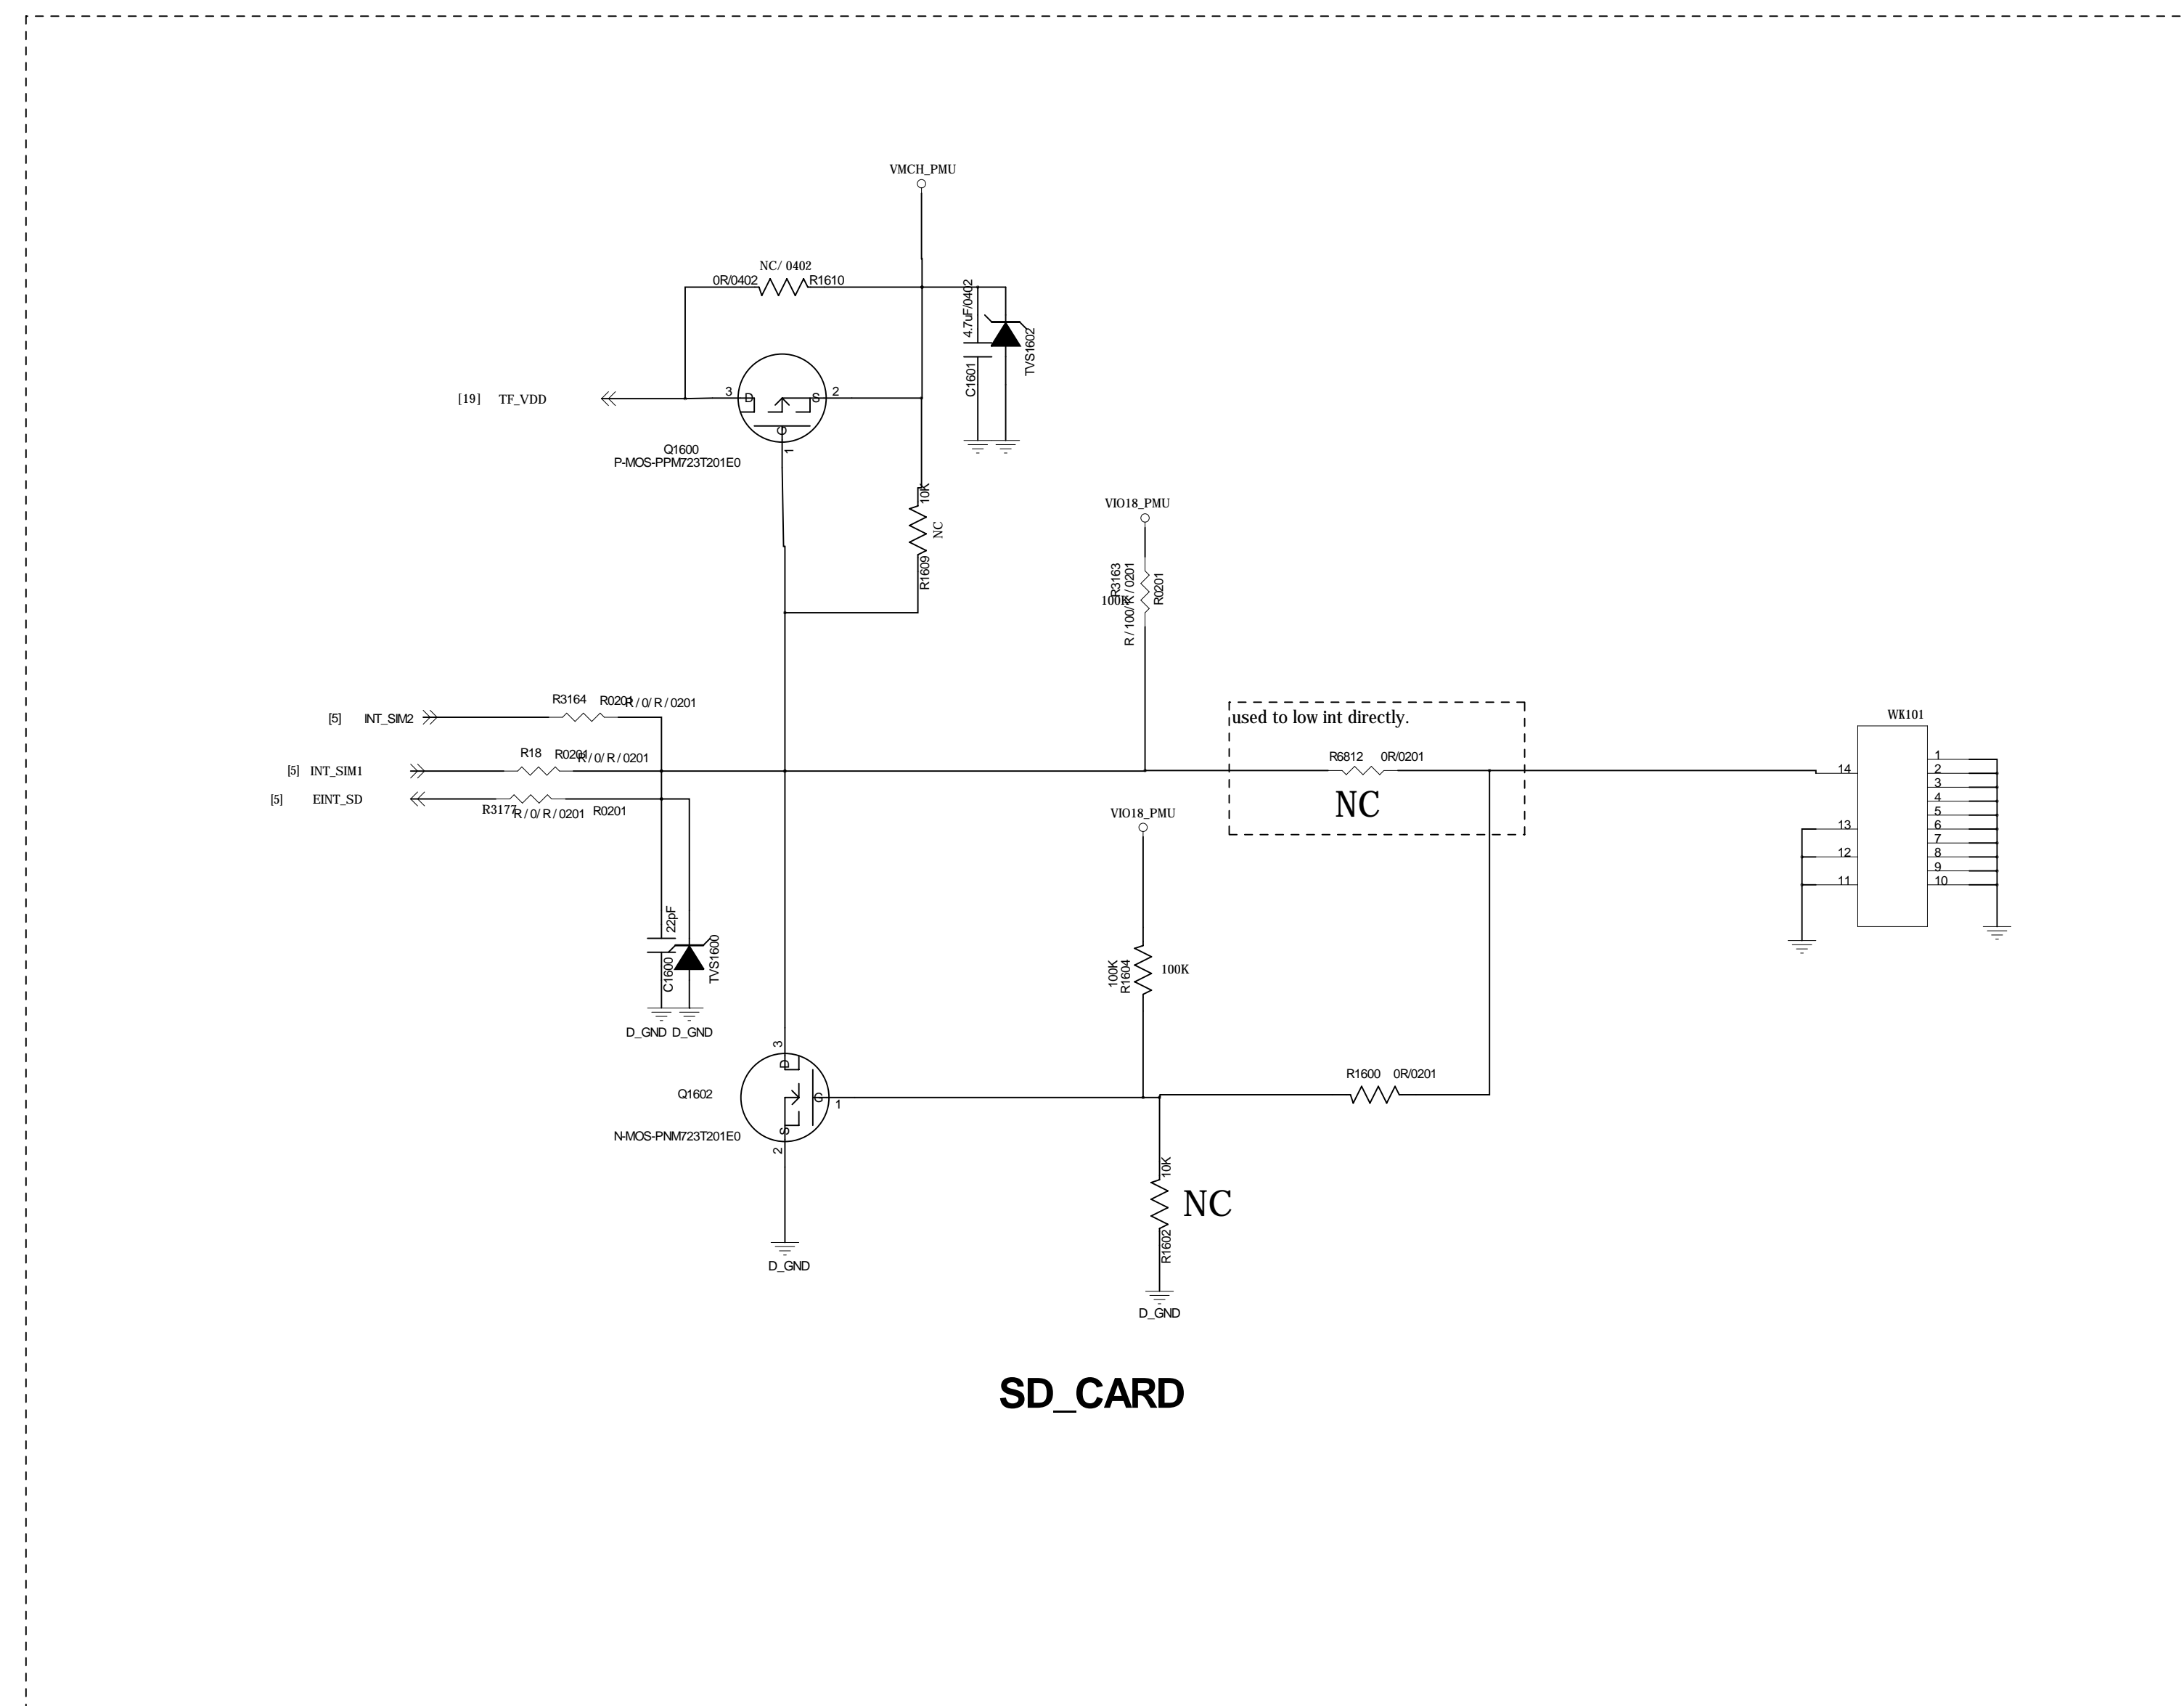 VMCH_PMU
NC/ 0402
0R/0402
R1610
4.7uF/0402
C1601
TVS1602
[19] TF_VDD
3
D
S
2
G
1
Q1600
P-MOS-PPM723T201E0
10K
NC
R1609
VIO18_PMU
R3163
100K
R / 100/ K / 0201
R0201
R3164
R0201
R / 0/ R / 0201
[5] INT_SIM2
used to low int directly.
R6812 0R/0201
NC
R18
R0201
R / 0/ R / 0201
[5] INT_SIM1
[5] EINT_SD
R3177
R / 0/ R / 0201
R0201
WK101
14
13
12
11
1
2
3
4
5
6
7
8
9
10
VIO18_PMU
22pF
C1600
TVS1600
D_GND D_GND
100K
R1604
100K
3
D
G
1
S
2
Q1602
N-MOS-PNM723T201E0
D_GND
R1600 0R/0201
10K
NC
R1602
D_GND
SD_CARD